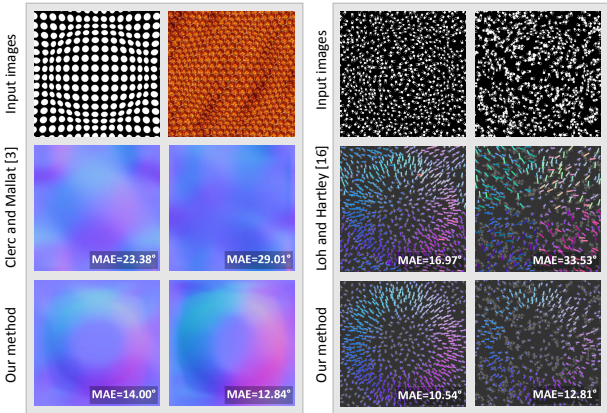 Input images
Clerc and Mallat [3]
MAE=23.38°
MAE=29.01°
Our method
MAE=14.00°
MAE=12.84°
Input images
Loh and Hartley [16]
MAE=16.97°
MAE=33.53°
Our method
MAE=10.54°
MAE=12.81°